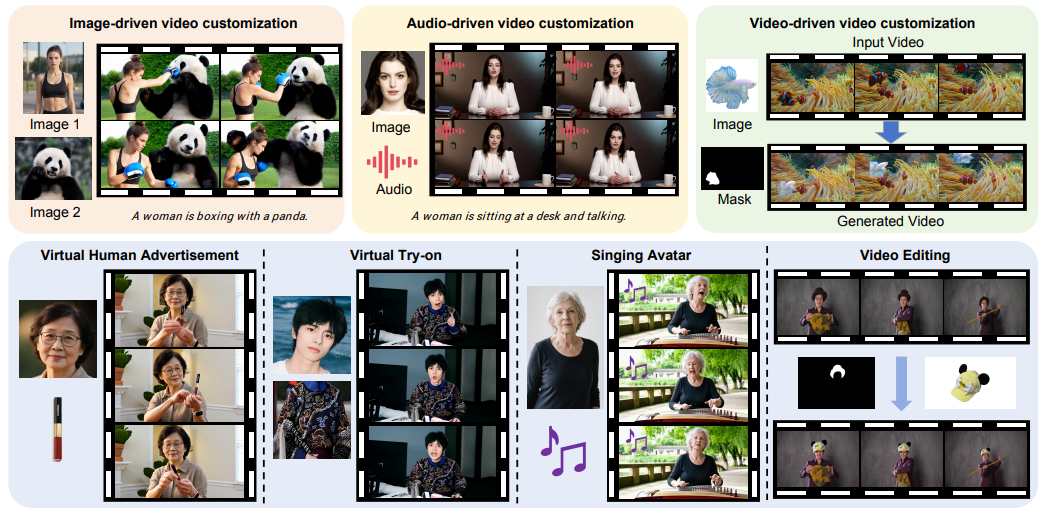 Image-driven video customization
Image 1
Image 2
A woman is boxing with a panda.
Audio-driven video customization
Image
Audio
A woman is sitting at a desk and talking.
Video-driven video customization
Input Video
Image
Mask
Generated Video
Virtual Human Advertisement
Virtual Try-on
Singing Avatar
Video Editing